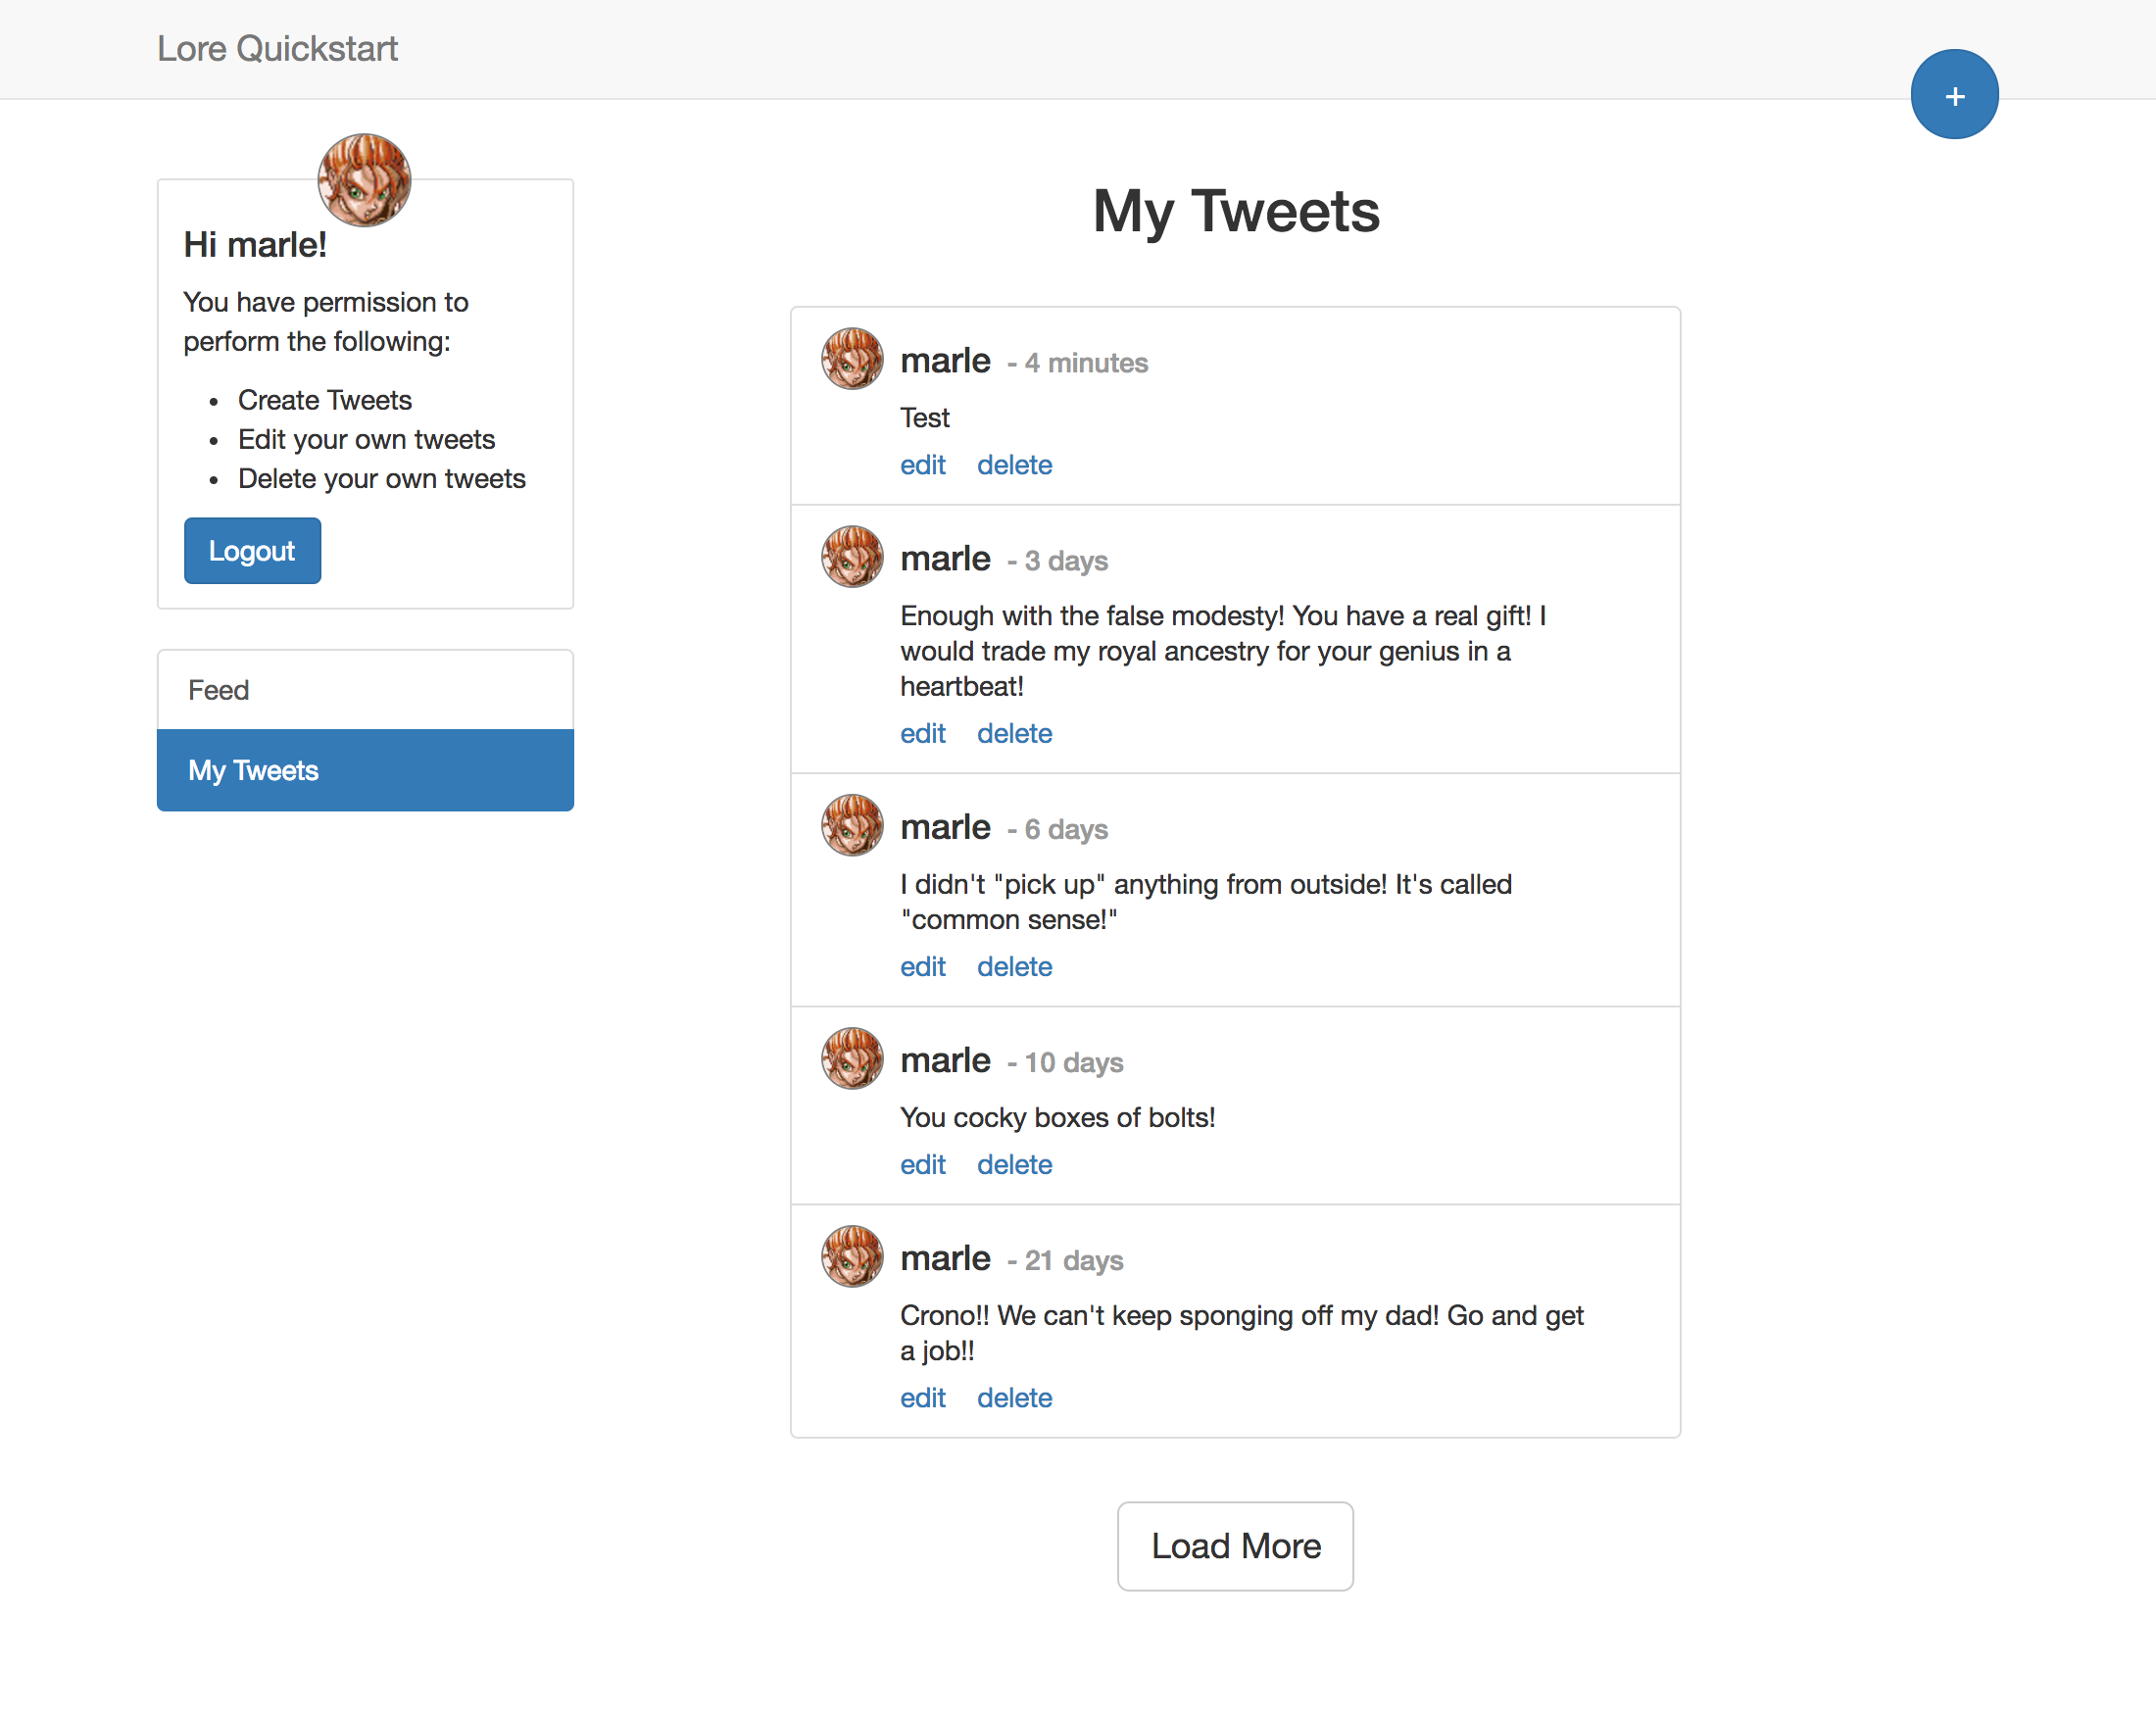 Lore Quickstart
+
Hi marle!
You have permission to
perform the following:
• Create Tweets
• Edit your own tweets
• Delete your own tweets
Logout
Feed
My Tweets
My Tweets
marle - 4 minutes
Test
edit delete
marle - 3 days
Enough with the false modesty! You have a real gift! I
would trade my royal ancestry for your genius in a
heartbeat!
edit delete
marle - 6 days
I didn't "pick up" anything from outside! It's called
"common sense!"
edit delete
marle - 10 days
You cocky boxes of bolts!
edit delete
marle - 21 days
Crono!! We can't keep sponging off my dad! Go and get
a job!!
edit delete
Load More